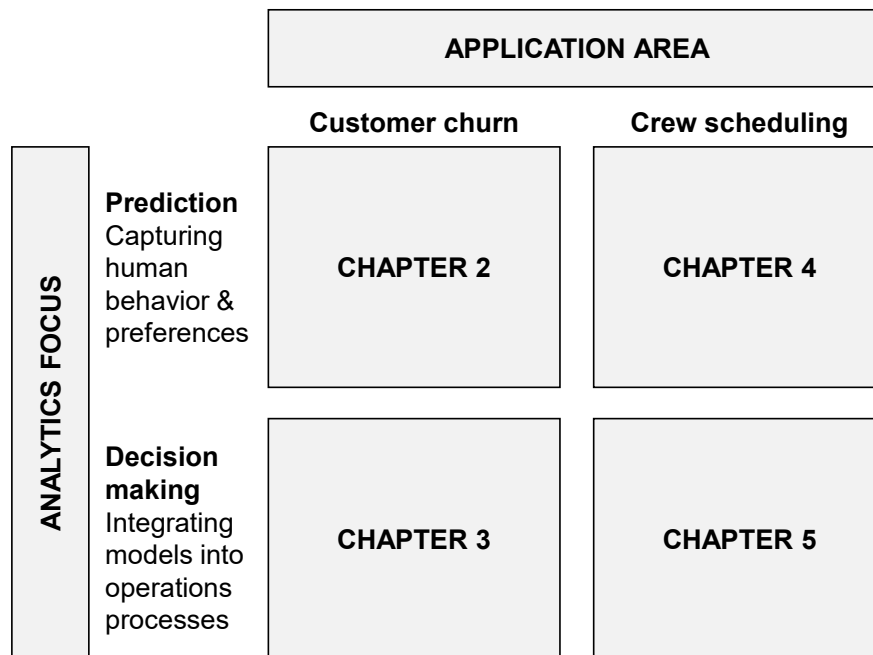 APPLICATION AREA
Customer churn
Crew scheduling
ANALYTICS FOCUS
Prediction
Capturing
human
behavior &
preferences
CHAPTER 2
CHAPTER 4
Decision
making
Integrating
models into
operations
processes
CHAPTER 3
CHAPTER 5